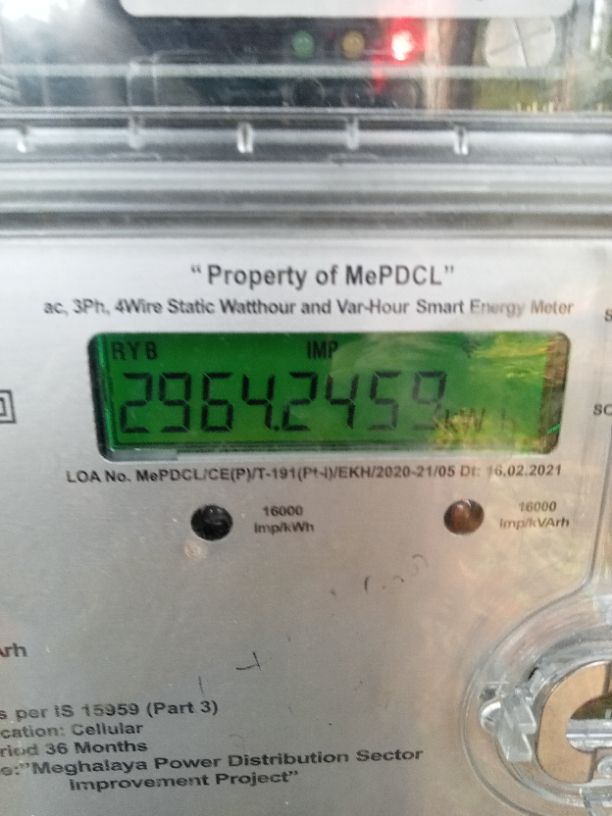 “Property of MePDCL”
ac, 3Ph, 4Wire Static Watthour and Var-Hour Smart Energy Meter
RYB IMP
2964.2459 kWh
LOA No. MePDCL/CE(P)/T-191(Pt-I)/EKH/2020-21/05 Dt: 16.02.2021
16000
Imp/kWh
16000
Imp/kVArh
per IS 15959 (Part 3)
Cellular
36 Months
"Meghalaya Power Distribution Sector
Improvement Project"